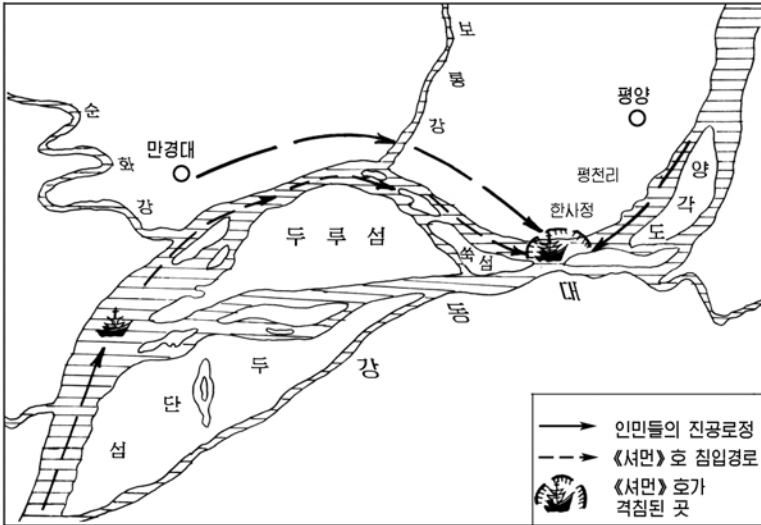 보통강
순화강
만경대
평양
평천리
한사정
양각도
두루섬
쑥섬
대동강
두단섬
인민들의 진공로정
《셔먼》호 침입경로
《셔먼》호가
격침된 곳